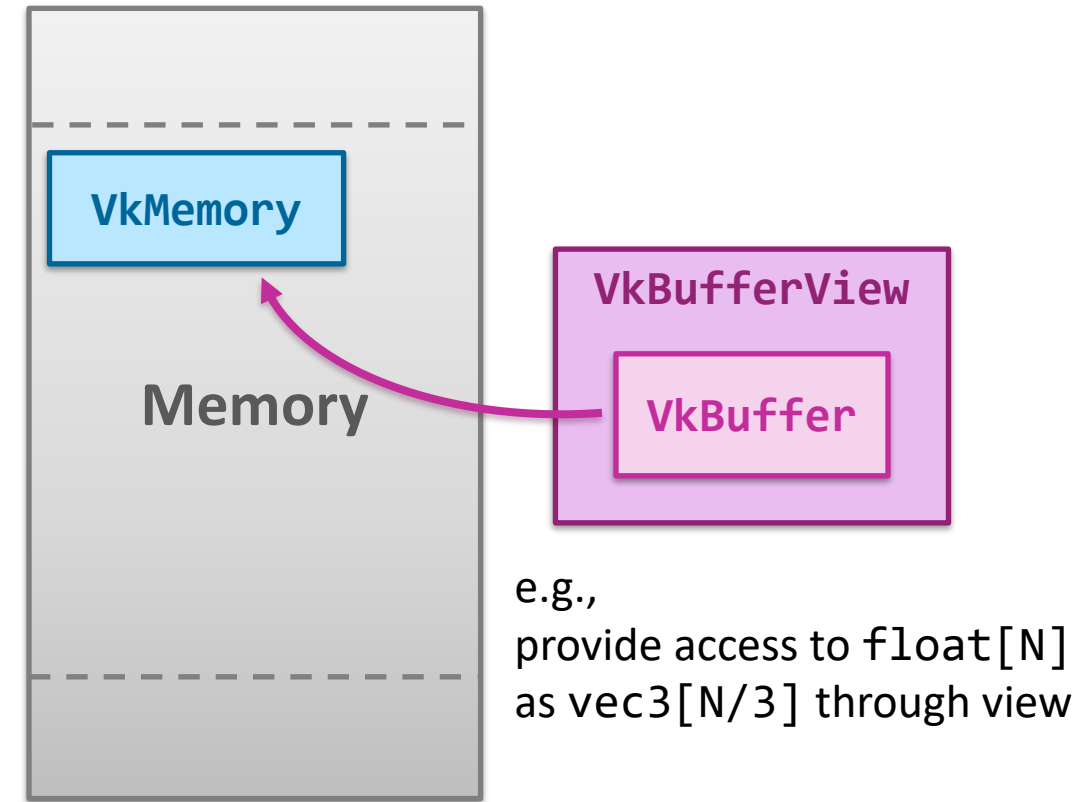 VkMemory
VkBufferView
VkBuffer
Memory
e.g.,
provide access to float[N]
as vec3[N/3] through view